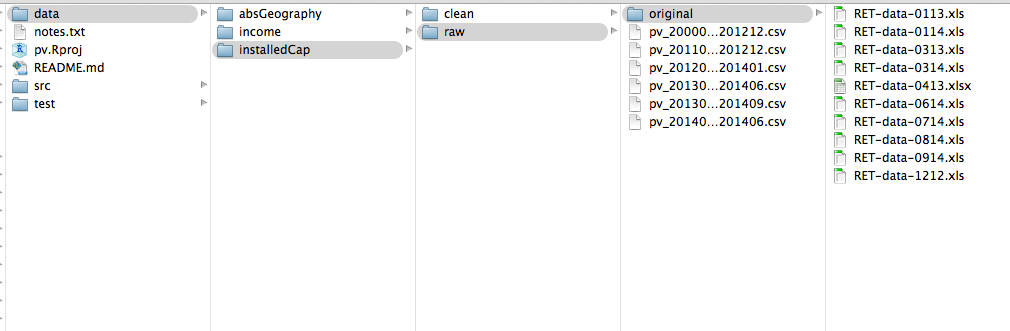 data
notes.txt
pv.Rproj
README.md
src
test
absGeography
income
installedCap
clean
raw
original
pv_20000...201212.csv
pv_20110...201212.csv
pv_20120...201401.csv
pv_20130...201406.csv
pv_20130...201409.csv
pv_20140...201406.csv
RET-data-0113.xls
RET-data-0114.xls
RET-data-0313.xls
RET-data-0314.xls
RET-data-0413.xlsx
RET-data-0614.xls
RET-data-0714.xls
RET-data-0814.xls
RET-data-0914.xls
RET-data-1212.xls